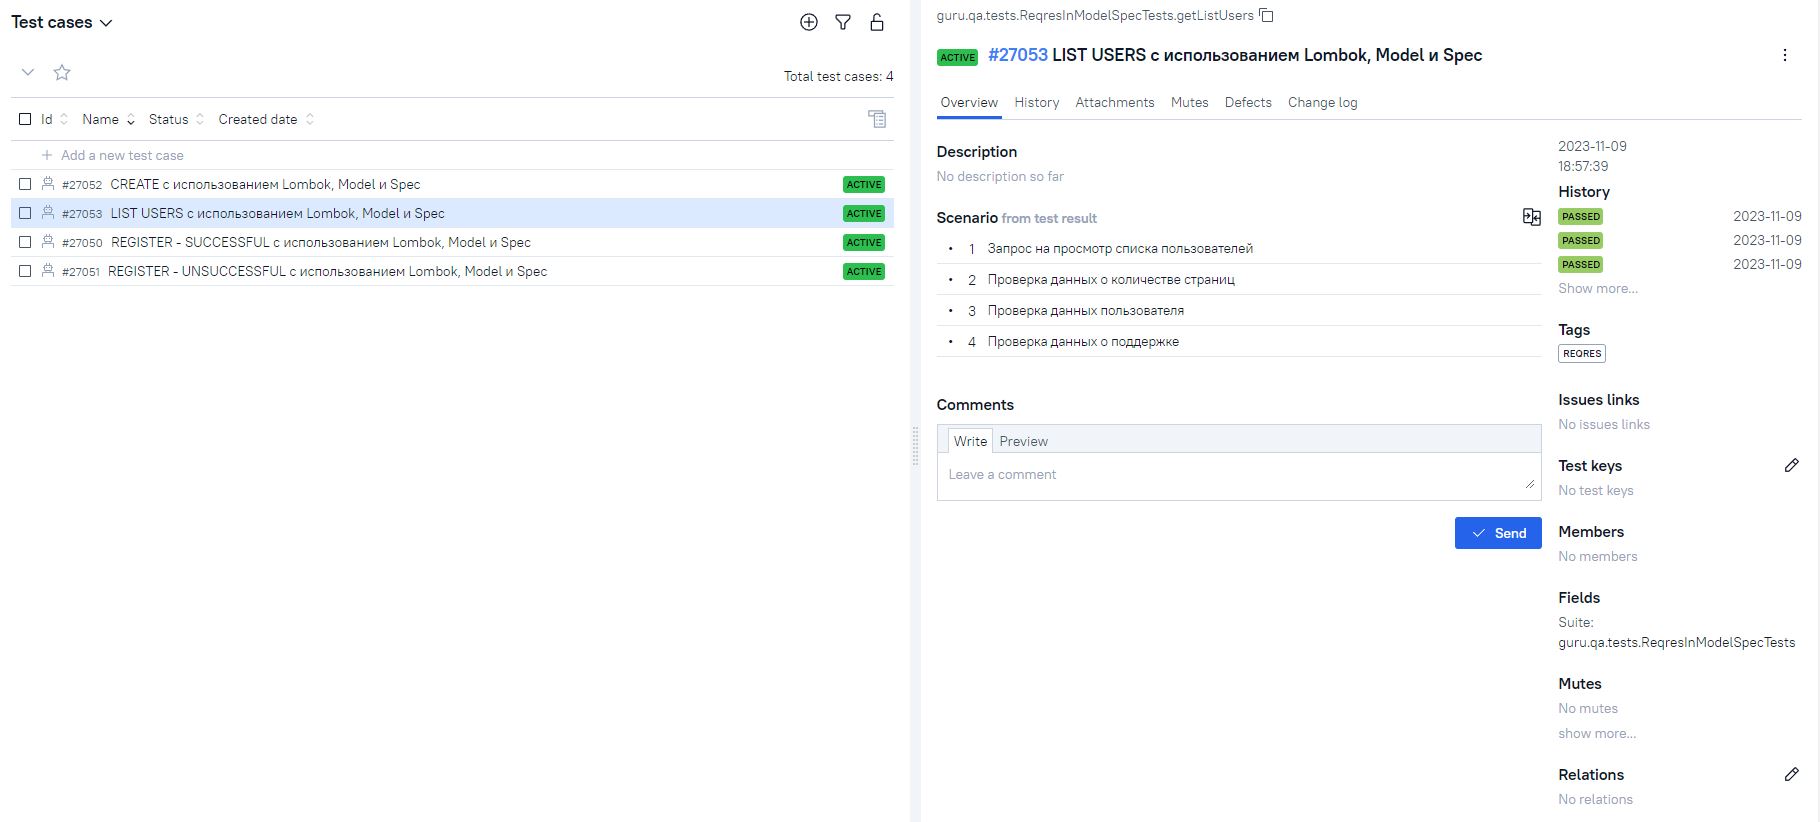 Test cases
Total test cases: 4
Id Name Status Created date
Add a new test case
#27052 CREATE с использованием Lombok, Model и Spec ACTIVE
#27053 LIST USERS с использованием Lombok, Model и Spec ACTIVE
#27050 REGISTER - SUCCESSFUL с использованием Lombok, Model и Spec ACTIVE
#27051 REGISTER - UNSUCCESSFUL с использованием Lombok, Model и Spec ACTIVE
guru.qa.tests.ReqresInModelSpecTests.getListUsers
ACTIVE #27053 LIST USERS с использованием Lombok, Model и Spec
Overview History Attachments Mutes Defects Change log
Description
No description so far
Scenario from test result
1 Запрос на просмотр списка пользователей
2 Проверка данных о количестве страниц
3 Проверка данных пользователя
4 Проверка данных о поддержке
Comments
Write Preview
Leave a comment
Send
2023-11-09
18:57:39
History
PASSED 2023-11-09
PASSED 2023-11-09
PASSED 2023-11-09
Show more...
Tags
REQRES
Issues links
No issues links
Test keys
No test keys
Members
No members
Fields
Suite:
guru.qa.tests.ReqresInModelSpecTests
Mutes
No mutes
show more...
Relations
No relations